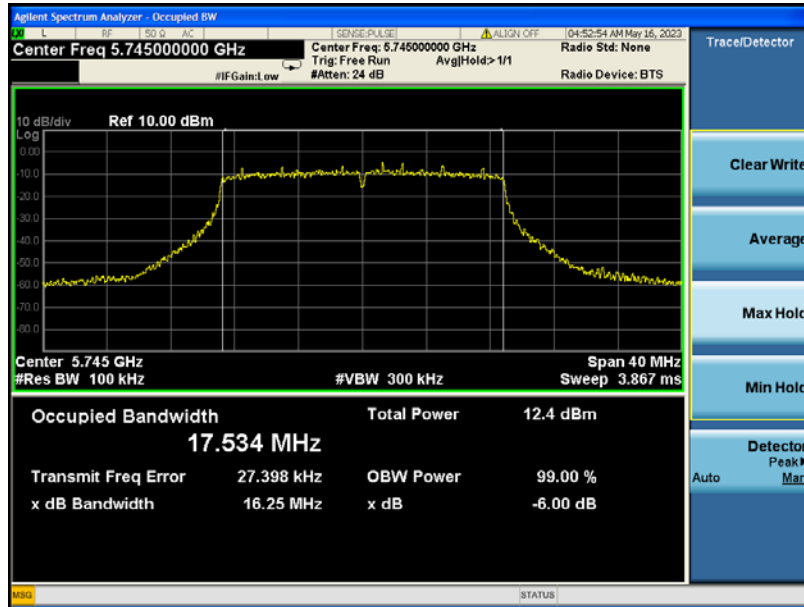 Agilent Spectrum Analyzer - Occupied BW
LXI L RF 50 Ω AC SENSE:PULSE ALIGN OFF 04:52:54 AM May 16, 2023
Center Freq 5.745000000 GHz
Center Freq: 5.745000000 GHz
Radio Std: None
Trig: Free Run Avg|Hold:> 1/1
#IFGain:Low
#Atten: 24 dB
Radio Device: BTS
10 dB/div Ref 10.00 dBm
Log
0.00
-10.0
-20.0
-30.0
-40.0
-50.0
-60.0
-70.0
-80.0
Center 5.745 GHz
Span 40 MHz
#Res BW 100 kHz
#VBW 300 kHz
Sweep 3.867 ms
Occupied Bandwidth
Total Power 12.4 dBm
17.534 MHz
Transmit Freq Error 27.398 kHz
OBW Power 99.00 %
x dB Bandwidth 16.25 MHz
x dB -6.00 dB
MSG
STATUS
Trace/Detector
Clear Write
Average
Max Hold
Min Hold
Detector
Peak
Auto Man